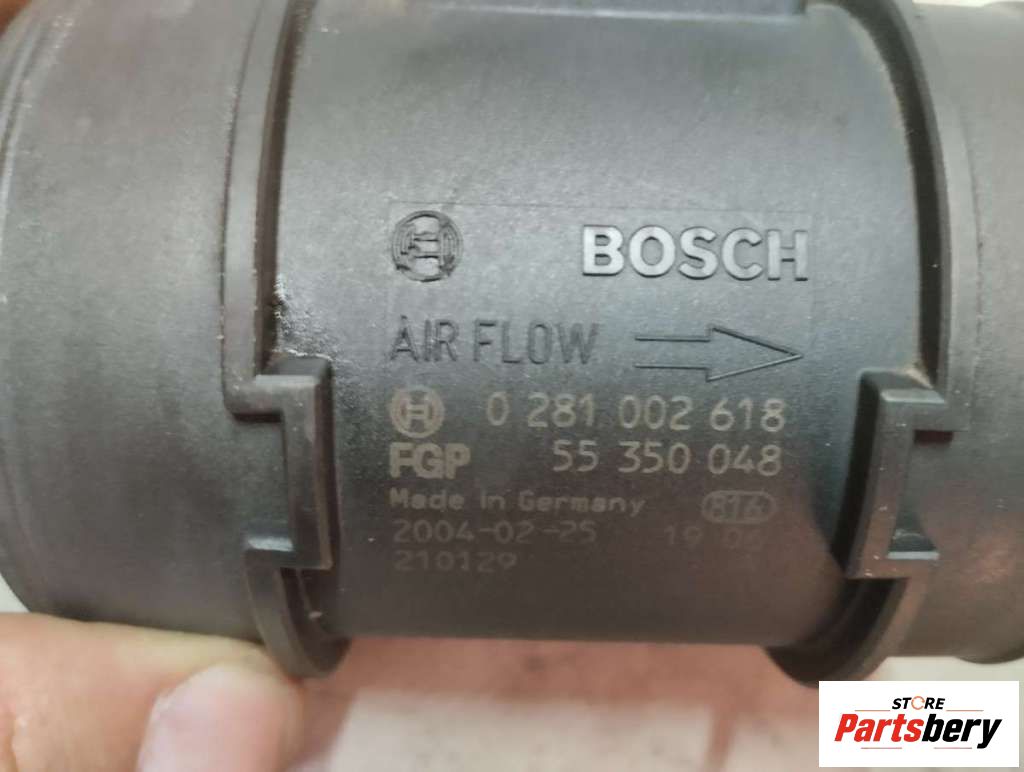 BOSCH
AIR FLOW
0 281 002 618
FGP 55 350 048
Made in Germany 816
2004-02-25
210129
STORE
Partsbery